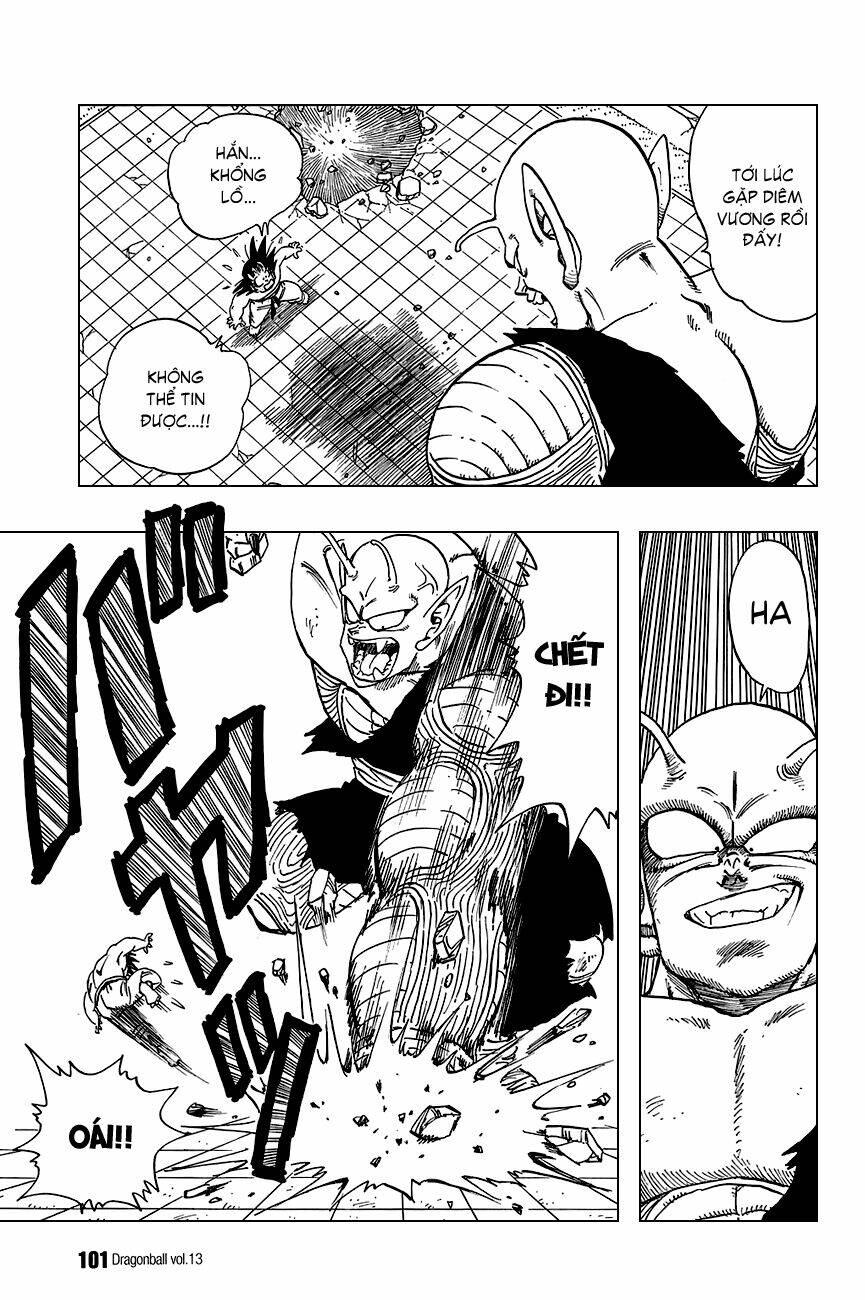 TỚI LÚC
GẶP DIÊM
VƯƠNG RỒI
ĐẤY!
HẮN...
KHỔNG
LỒ...
KHÔNG
THỂ TIN
ĐƯỢC...!!
HA
CHẾT
ĐI!!
OÁI!!
101 Dragonball vol.13